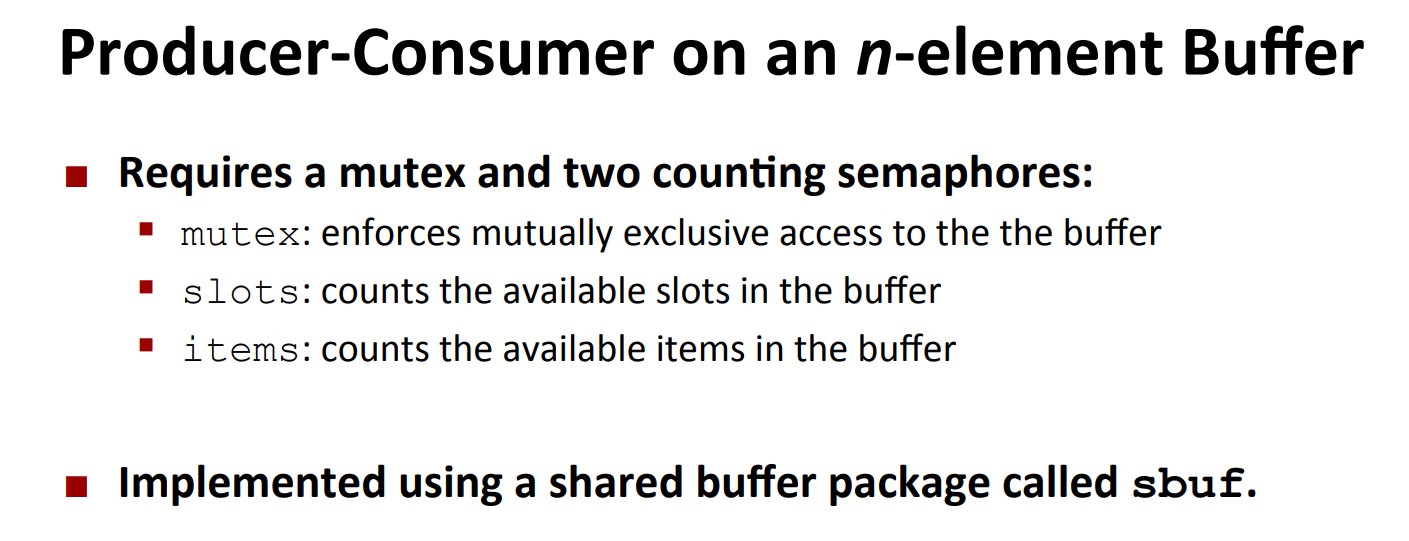 Producer-Consumer on an n-element Buffer
Requires a mutex and two counting semaphores:
mutex: enforces mutually exclusive access to the the buffer
slots: counts the available slots in the buffer
items: counts the available items in the buffer
Implemented using a shared buffer package called sbuf.